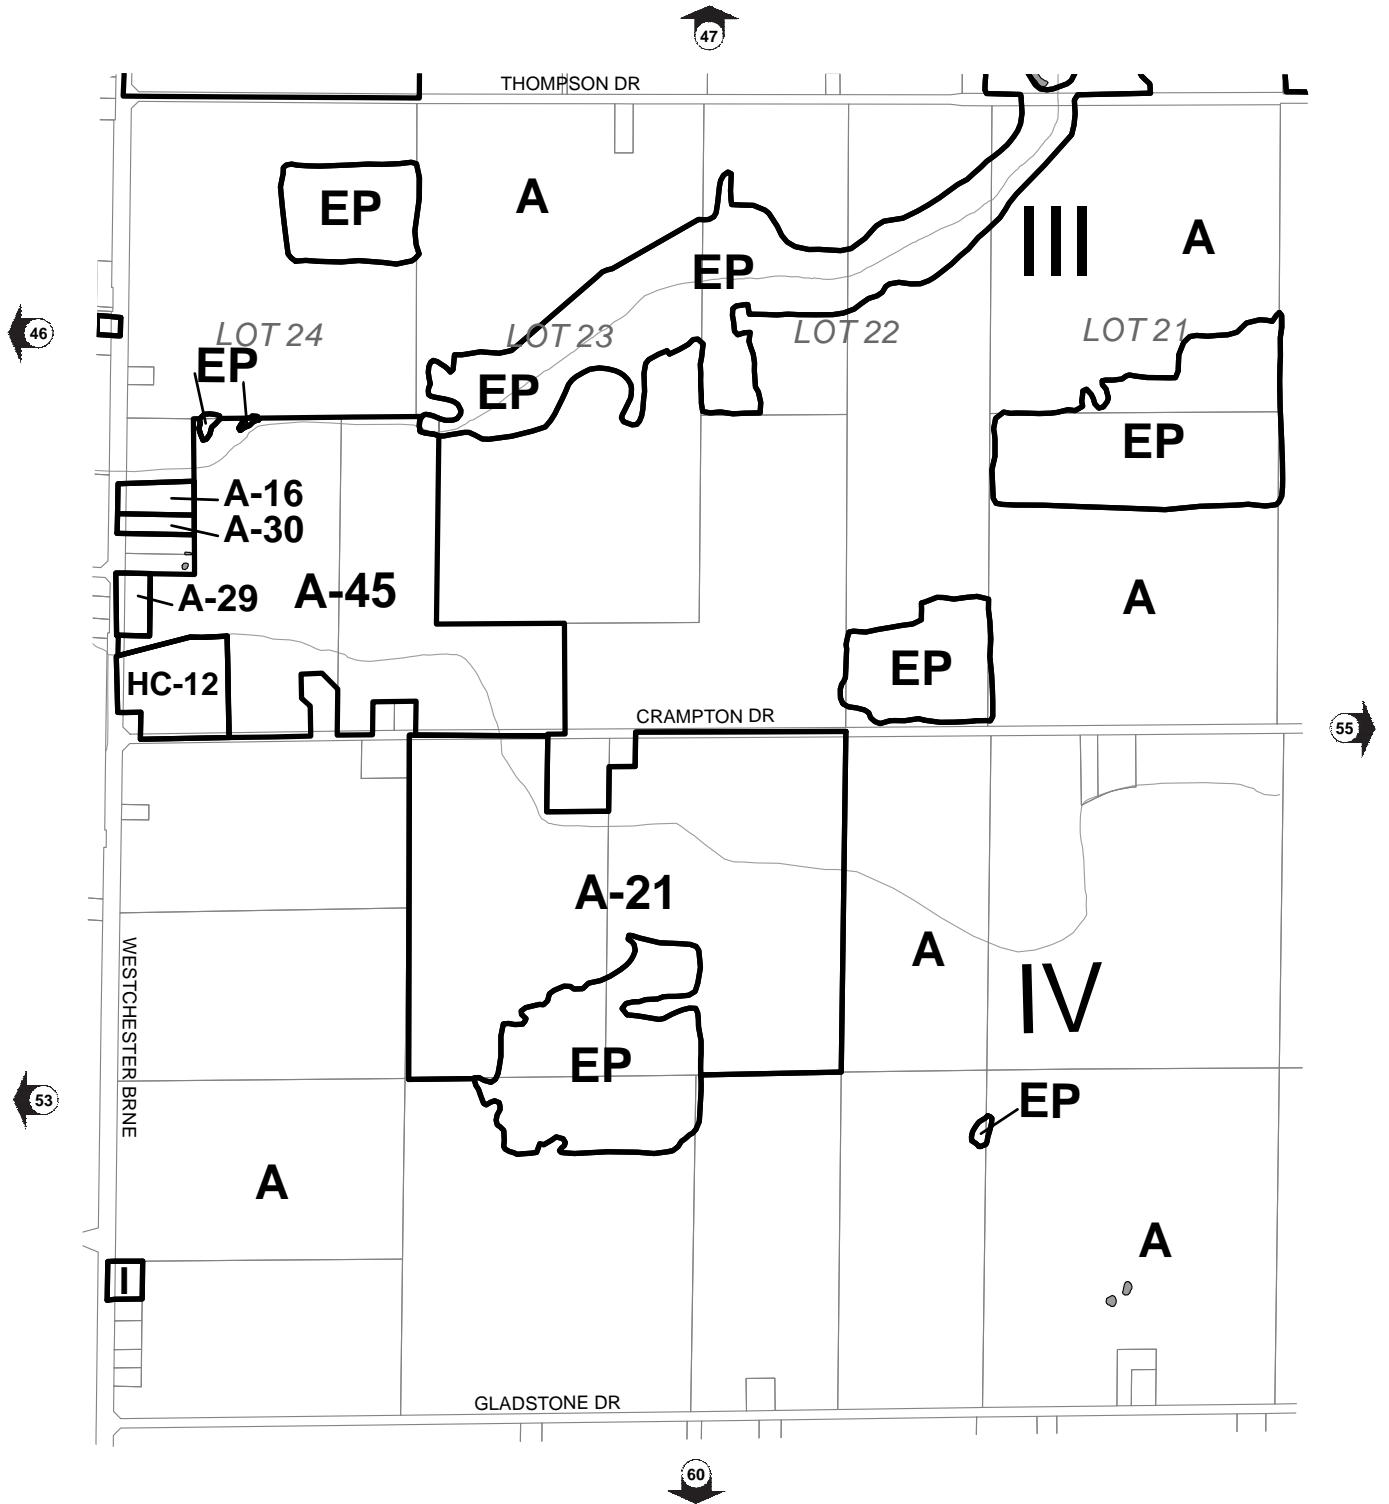 47
THOMPSON DR
A
EP
III
A
EP
46
LOT 24
LOT 23
LOT 22
LOT 21
EP
EP
EP
A-16
A-30
A-29
A-45
A
EP
HC-12
CRAMPTON DR
55
A-21
A
IV
WESTCHESTER BRNE
EP
53
EP
A
A
I
GLADSTONE DR
60